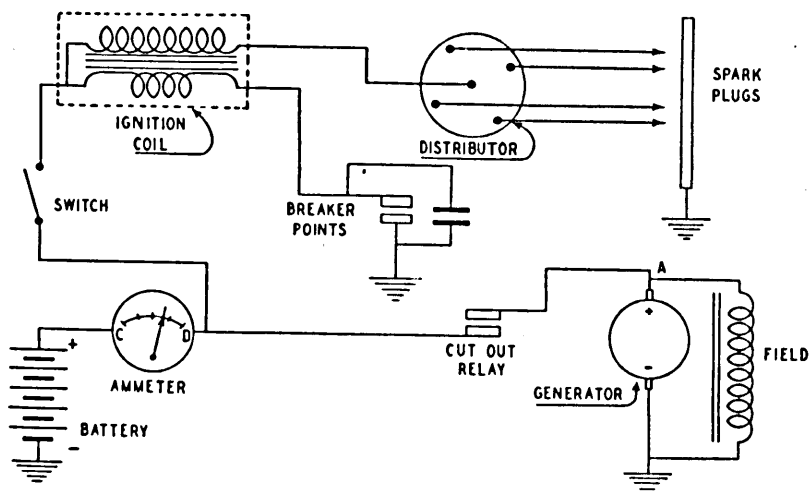 IGNITION
COIL
DISTRIBUTOR
SPARK
PLUGS
SWITCH
BREAKER
POINTS
A
C D
+
AMMETER
CUT OUT
RELAY
+
-
GENERATOR
FIELD
BATTERY
-